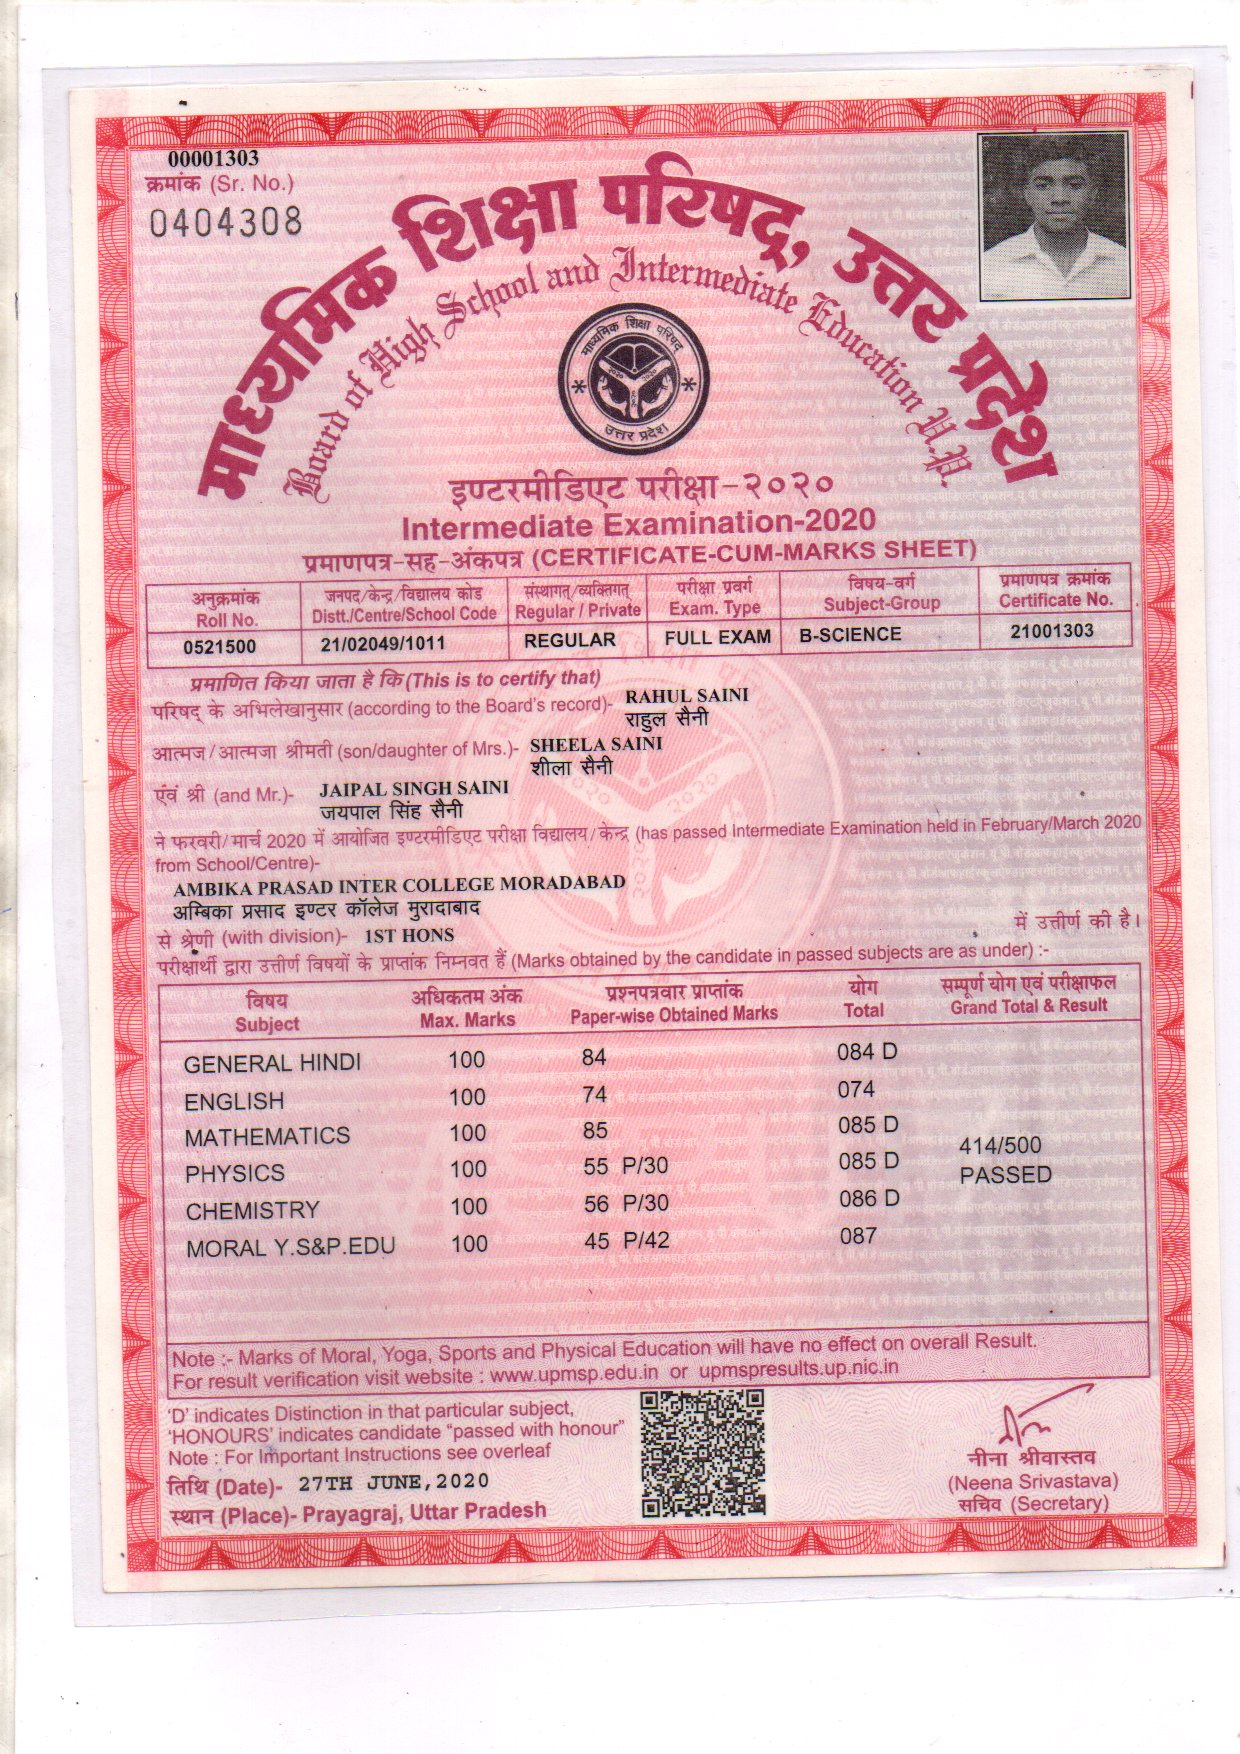 00001303
क्रमांक (Sr. No.)
0404308
माध्यमिक शिक्षा परिषद्, उत्तर प्रदेश
Board of High School and Intermediate Education U.P.
माध्यमिक शिक्षा परिषद्
उत्तर प्रदेश
इण्टरमीडिएट परीक्षा-२०२०
Intermediate Examination-2020
प्रमाणपत्र-सह-अंकपत्र (CERTIFICATE-CUM-MARKS SHEET)
अनुक्रमांक जनपद/केन्द्र/विद्यालय कोड संस्थागत्/व्यक्तिगत् परीक्षा प्रवर्ग विषय-वर्ग प्रमाणपत्र क्रमांक
Roll No. Distt./Centre/School Code Regular / Private Exam. Type Subject-Group Certificate No.
0521500 21/02049/1011 REGULAR FULL EXAM B-SCIENCE 21001303
प्रमाणित किया जाता है कि (This is to certify that)
परिषद् के अभिलेखानुसार (according to the Board's record)- RAHUL SAINI
राहुल सैनी
आत्मज/आत्मजा श्रीमती (son/daughter of Mrs.)- SHEELA SAINI
शीला सैनी
एवं श्री (and Mr.)- JAIPAL SINGH SAINI
जयपाल सिंह सैनी
ने फरवरी/मार्च 2020 में आयोजित इण्टरमीडिएट परीक्षा विद्यालय/केन्द्र (has passed Intermediate Examination held in February/March 2020
from School/Centre)-
AMBIKA PRASAD INTER COLLEGE MORADABAD
अम्बिका प्रसाद इण्टर कॉलेज मुरादाबाद
से श्रेणी (with division)- 1ST HONS में उत्तीर्ण की है।
परीक्षार्थी द्वारा उत्तीर्ण विषयों के प्राप्तांक निम्नवत हैं (Marks obtained by the candidate in passed subjects are as under) :-
विषय अधिकतम अंक प्रश्नपत्रवार प्राप्तांक योग सम्पूर्ण योग एवं परीक्षाफल
Subject Max. Marks Paper-wise Obtained Marks Total Grand Total & Result
GENERAL HINDI 100 84 084 D
ENGLISH 100 74 074
MATHEMATICS 100 85 085 D
414/500
PHYSICS 100 55 P/30 085 D
PASSED
CHEMISTRY 100 56 P/30 086 D
MORAL Y.S&P.EDU 100 45 P/42 087
Note :- Marks of Moral, Yoga, Sports and Physical Education will have no effect on overall Result.
For result verification visit website : www.upmsp.edu.in or upmspresults.up.nic.in
'D' indicates Distinction in that particular subject,
'HONOURS' indicates candidate "passed with honour"
Note : For Important Instructions see overleaf
तिथि (Date)- 27TH JUNE,2020
स्थान (Place)- Prayagraj, Uttar Pradesh
नीना श्रीवास्तव
(Neena Srivastava)
सचिव (Secretary)